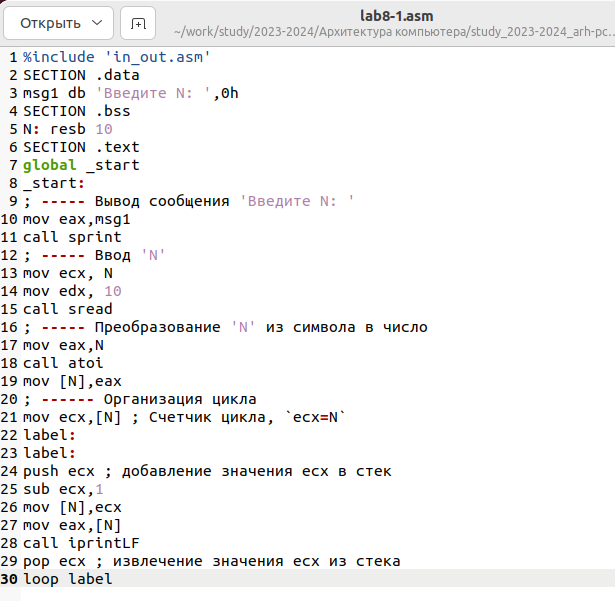 Открыть
lab8-1.asm
~/work/study/2023-2024/Архитектура компьютера/study_2023-2024_arh-pc...
1 %include 'in_out.asm'
2 SECTION .data
3 msg1 db 'Введите N: ',0h
4 SECTION .bss
5 N: resb 10
6 SECTION .text
7 global _start
8 _start:
9 ; ----- Вывод сообщения 'Введите N: '
10 mov eax,msg1
11 call sprint
12 ; ----- Ввод 'N'
13 mov ecx, N
14 mov edx, 10
15 call sread
16 ; ----- Преобразование 'N' из символа в число
17 mov eax,N
18 call atoi
19 mov [N],eax
20 ; ------ Организация цикла
21 mov ecx,[N] ; Счетчик цикла, `ecx=N`
22 label:
23 label:
24 push ecx ; добавление значения ecx в стек
25 sub ecx,1
26 mov [N],ecx
27 mov eax,[N]
28 call iprintLF
29 pop ecx ; извлечение значения ecx из стека
30 loop label